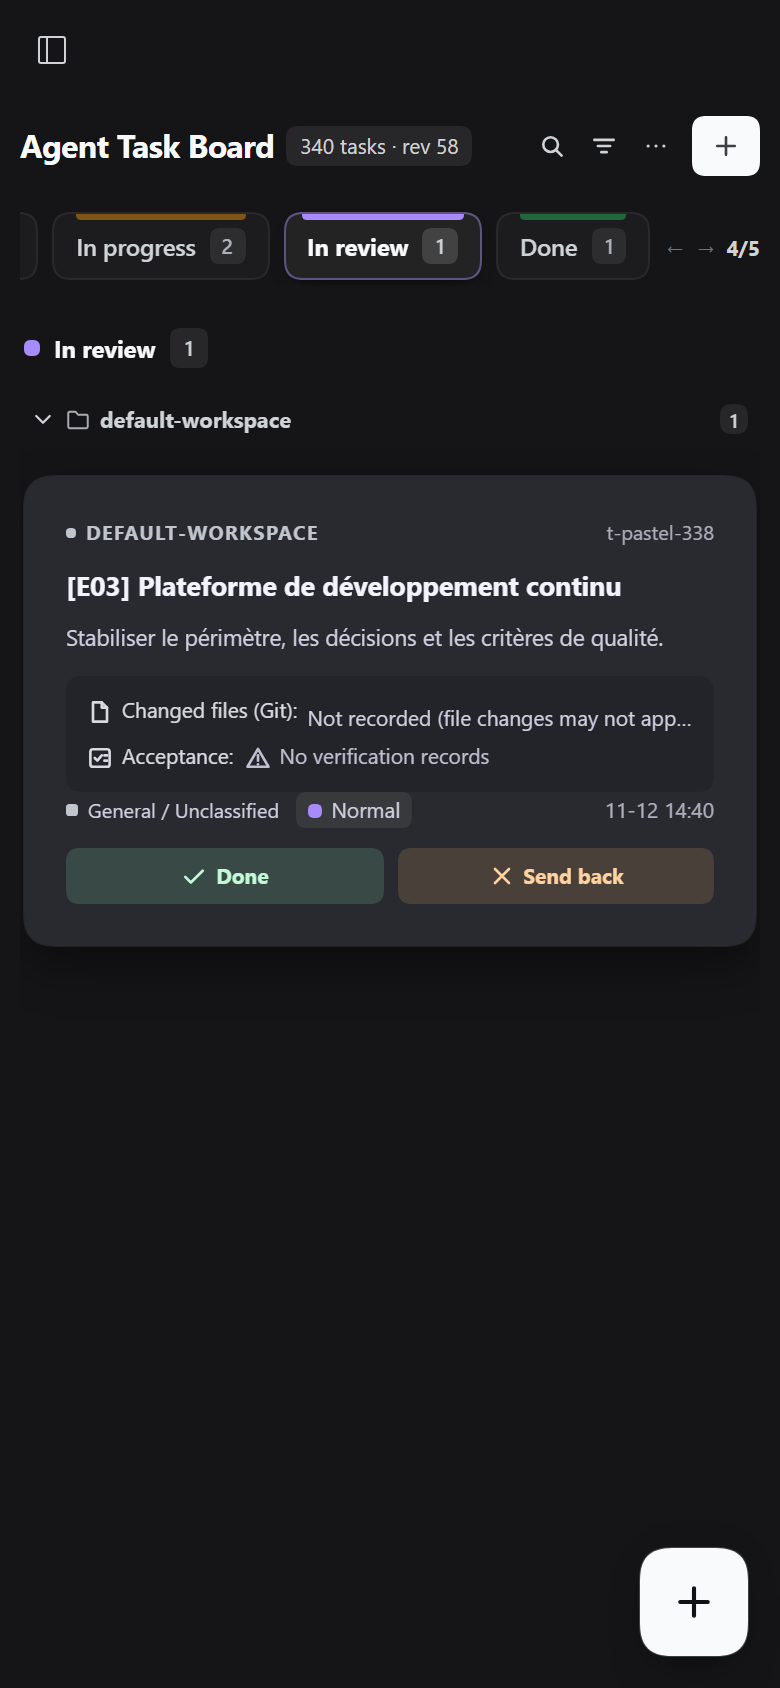 Agent Task Board
340 tasks · rev 58
In progress 2
In review 1
Done 1
← → 4/5
In review 1
default-workspace 1
DEFAULT-WORKSPACE t-pastel-338
[E03] Plateforme de développement continu
Stabiliser le périmètre, les décisions et les critères de qualité.
Changed files (Git): Not recorded (file changes may not app...
Acceptance: No verification records
General / Unclassified Normal 11-12 14:40
Done
Send back